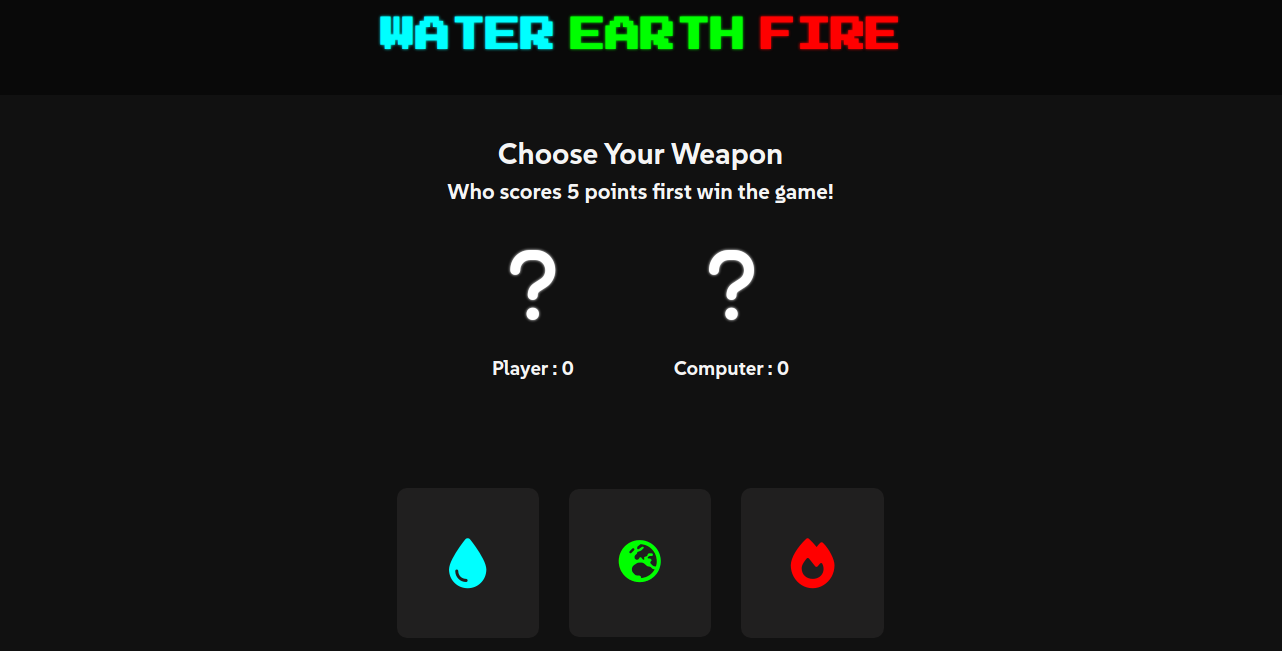 WATER EARTH FIRE
Choose Your Weapon
Who scores 5 points first win the game!
? ?
Player : 0 Computer : 0